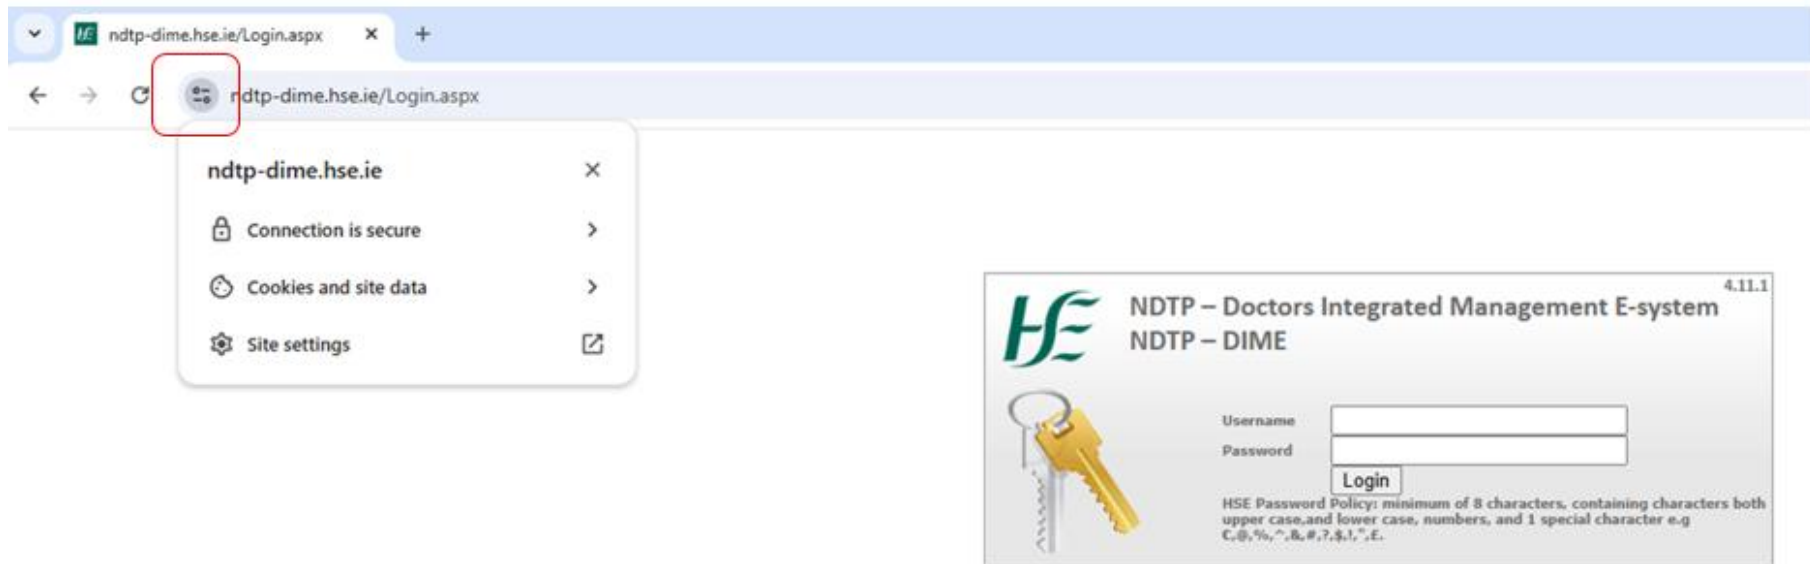 ndtp-dime.hse.ie/Login.aspx
ndtp-dime.hse.ie/Login.aspx
ndtp-dime.hse.ie
Connection is secure
Cookies and site data
Site settings
4.11.1
HE NDTP – Doctors Integrated Management E-system
NDTP – DIME
Username
Password
Login
HSE Password Policy: minimum of 8 characters, containing characters both
upper case,and lower case, numbers, and 1 special character e.g
€,@,%,^,&,#,?,$,!,",£.